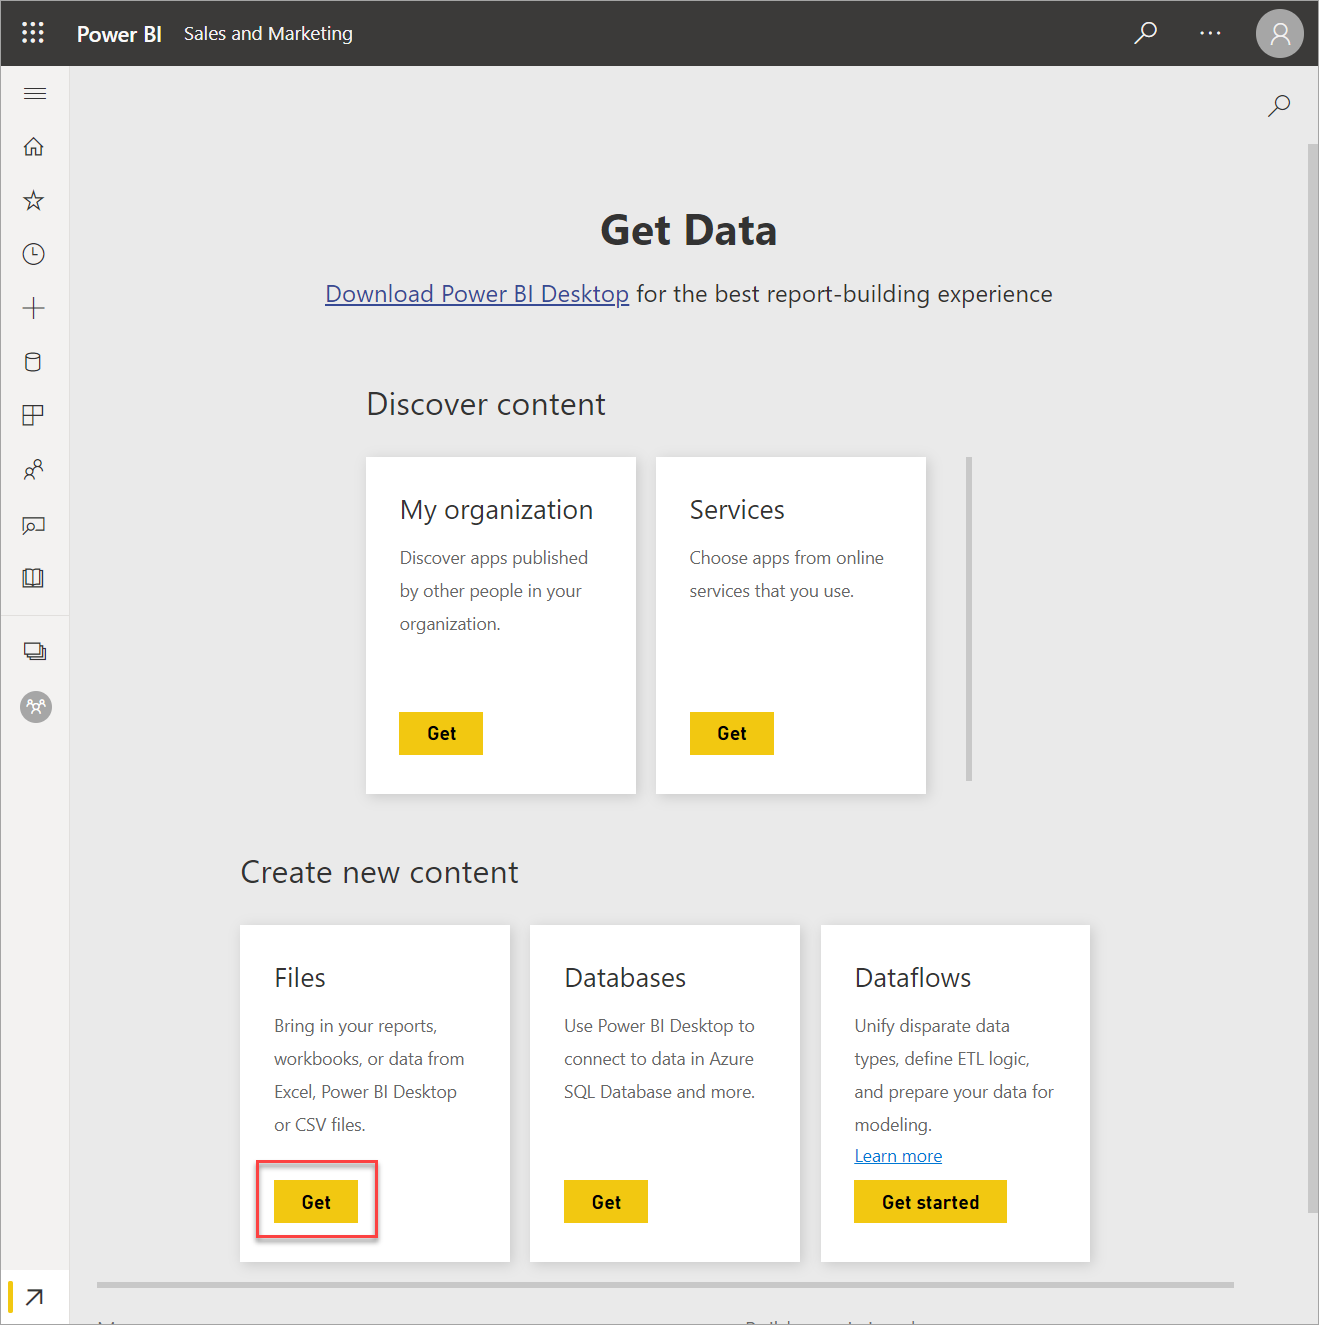 Power BI Sales and Marketing
Get Data
Download Power BI Desktop for the best report-building experience
Discover content
My organization
Discover apps published
by other people in your
organization.
Get
Services
Choose apps from online
services that you use.
Get
Create new content
Files
Bring in your reports,
workbooks, or data from
Excel, Power BI Desktop
or CSV files.
Get
Databases
Use Power BI Desktop to
connect to data in Azure
SQL Database and more.
Get
Dataflows
Unify disparate data
types, define ETL logic,
and prepare your data for
modeling.
Learn more
Get started